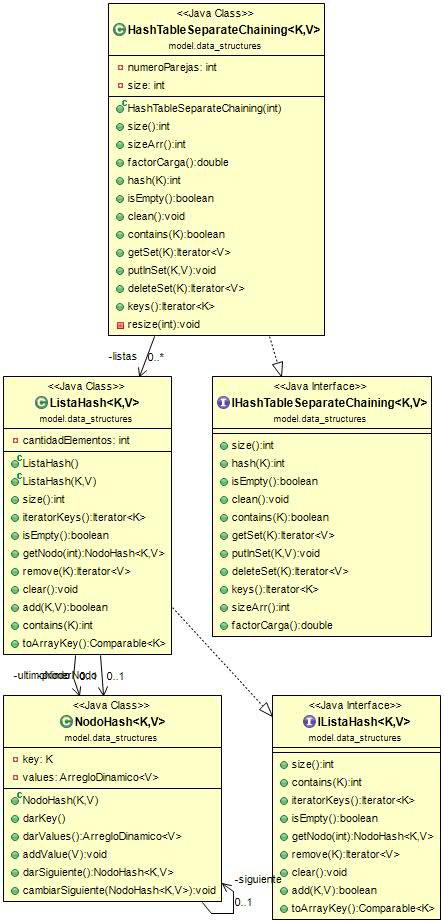 <<Java Class>>
HashTableSeparateChaining<K,V>
model.data_structures
numeroParejas: int
size: int
HashTableSeparateChaining(int)
size():int
sizeArr():int
factorCarga():double
hash(K):int
isEmpty():boolean
clean():void
contains(K):boolean
getSet(K):Iterator<V>
putInSet(K,V):void
deleteSet(K):Iterator<V>
keys():Iterator<K>
resize(int):void
-listas 0..*
<<Java Class>>
ListaHash<K,V>
model.data_structures
cantidadElementos: int
ListaHash()
ListaHash(K,V)
size():int
iteratorKeys():Iterator<K>
isEmpty():boolean
getNodo(int):NodoHash<K,V>
remove(K):Iterator<V>
clear():void
add(K,V):boolean
contains(K):int
toArrayKey():Comparable<K>
<<Java Interface>>
IHashTableSeparateChaining<K,V>
model.data_structures
size():int
hash(K):int
isEmpty():boolean
clean():void
contains(K):boolean
getSet(K):Iterator<V>
putInSet(K,V):void
deleteSet(K):Iterator<V>
keys():Iterator<K>
sizeArr():int
factorCarga():double
0..1
<<Java Class>>
NodoHash<K,V>
model.data_structures
key: K
values: ArregloDinamico<V>
NodoHash(K,V)
darKey()
darValues():ArregloDinamico<V>
addValue(V):void
darSiguiente():NodoHash<K,V>
cambiarSiguiente(NodoHash<K,V>):void
-siguiente
0..1
<<Java Interface>>
IListaHash<K,V>
model.data_structures
size():int
contains(K):int
iteratorKeys():Iterator<K>
isEmpty():boolean
getNodo(int):NodoHash<K,V>
remove(K):Iterator<V>
clear():void
add(K,V):boolean
toArrayKey():Comparable<K>